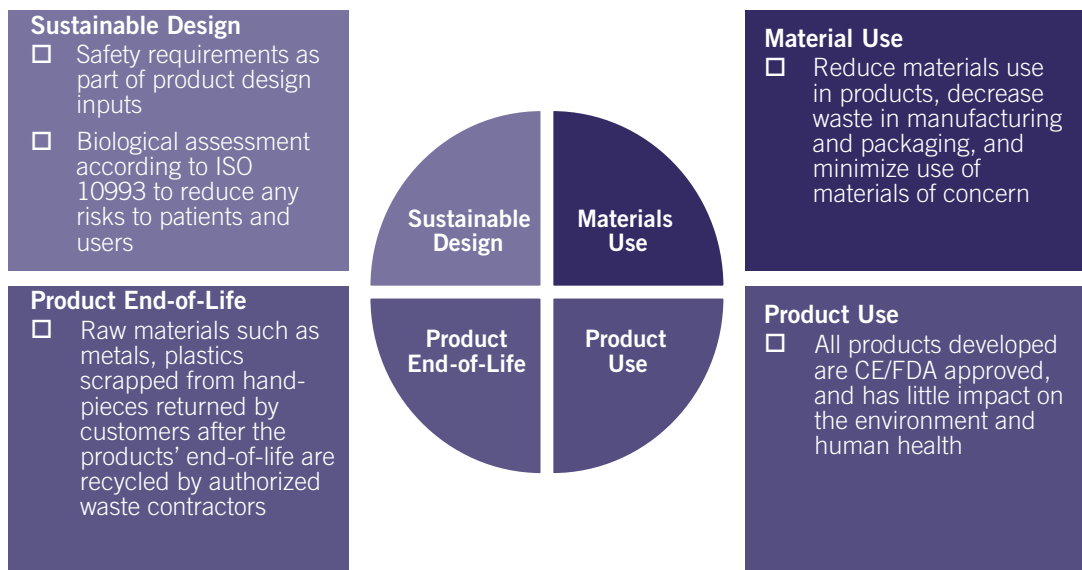 Sustainable Design
Safety requirements as
part of product design
inputs
Biological assessment
according to ISO
10993 to reduce any
risks to patients and
users
Material Use
Reduce materials use
in products, decrease
waste in manufacturing
and packaging, and
minimize use of
materials of concern
Sustainable
Design
Materials
Use
Product
End-of-Life
Product
Use
Product End-of-Life
Raw materials such as
metals, plastics
scrapped from hand-
pieces returned by
customers after the
products’ end-of-life are
recycled by authorized
waste contractors
Product Use
All products developed
are CE/FDA approved,
and has little impact on
the environment and
human health